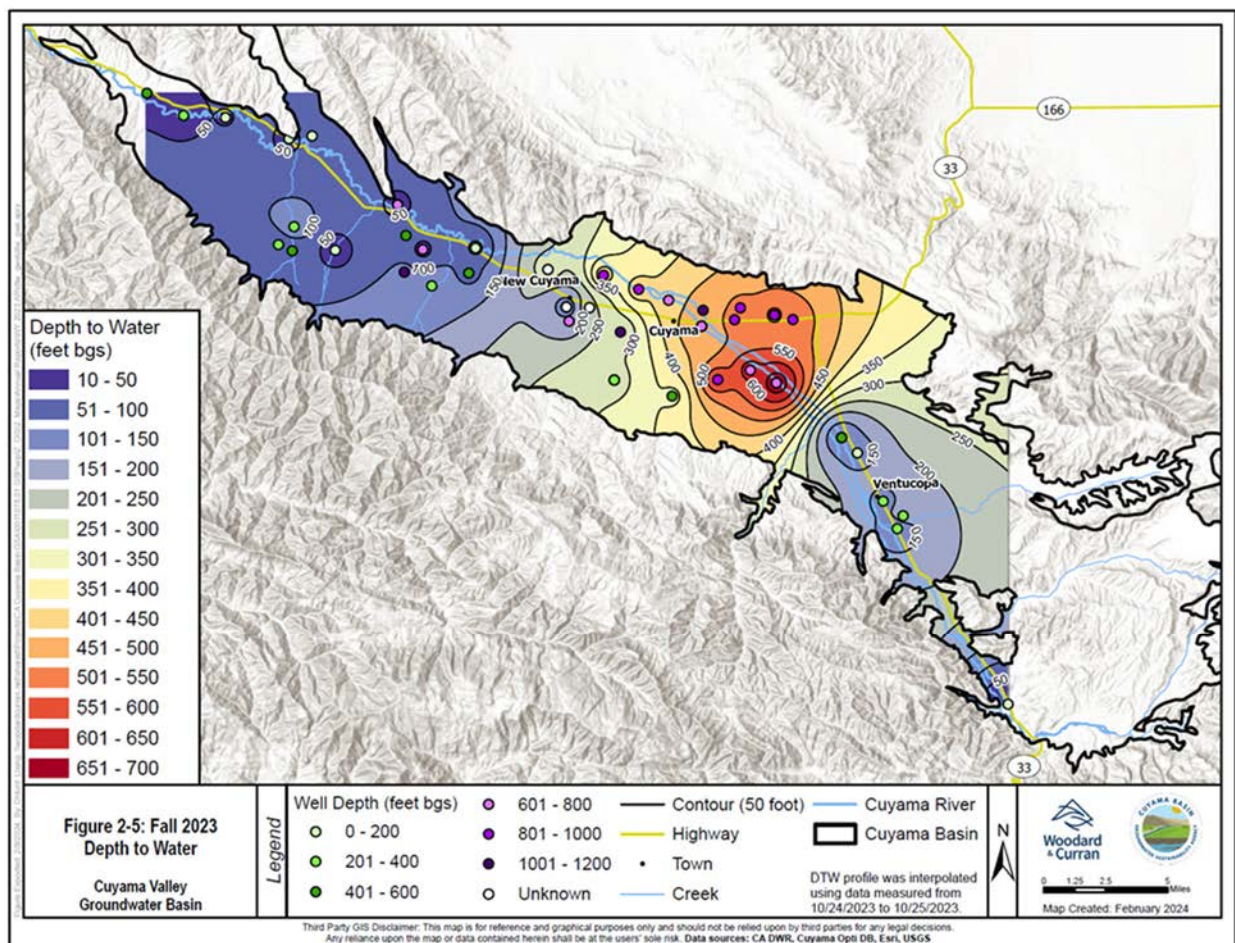 166
33
50
50
50
100
50
100
150
New Cuyama
350
200
250
300
Cuyama
400
500
550
600
450
350
300
400
250
200
150
Ventucopa
150
50
33
Depth to Water
(feet bgs)
10 - 50
51 - 100
101 - 150
151 - 200
201 - 250
251 - 300
301 - 350
351 - 400
401 - 450
451 - 500
501 - 550
551 - 600
601 - 650
651 - 700
Figure 2-5: Fall 2023
Depth to Water
Cuyama Valley
Groundwater Basin
Legend
Well Depth (feet bgs)
0 - 200
201 - 400
401 - 600
601 - 800
801 - 1000
1001 - 1200
Unknown
Contour (50 foot)
Highway
Town
Creek
Cuyama River
Cuyama Basin
DTW profile was interpolated
using data measured from
10/24/2023 to 10/25/2023.
N
Woodard
& Curran
CUYAMA BASIN
0 1.25 2.5 5
Miles
Map Created: February 2024
Third Party GIS Disclaimer: This map is for reference and graphical purposes only and should not be relied upon by third parties for any legal decisions.
Any reliance upon the map or data contained herein shall be at the users' sole risk. Data sources: CA DWR, Cuyama Opti DB, Esri, USGS